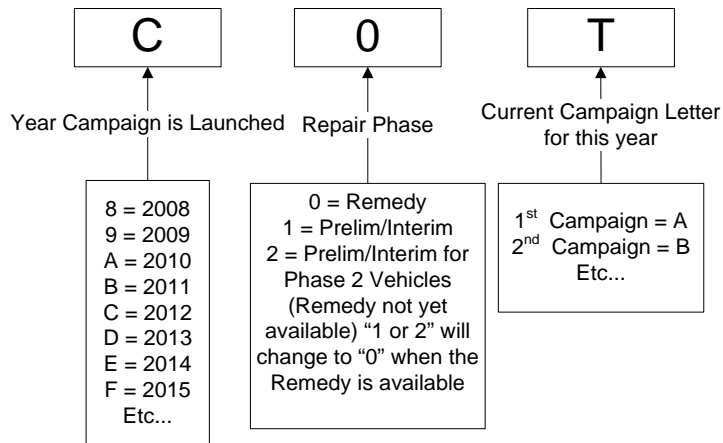 C 0 T
Year Campaign is Launched
Repair Phase
Current Campaign Letter
for this year
8 = 2008
9 = 2009
A = 2010
B = 2011
C = 2012
D = 2013
E = 2014
F = 2015
Etc...
0 = Remedy
1 = Prelim/Interim
2 = Prelim/Interim for
Phase 2 Vehicles
(Remedy not yet
available) “1 or 2” will
change to “0” when the
Remedy is available
1st Campaign = A
2nd Campaign = B
Etc...